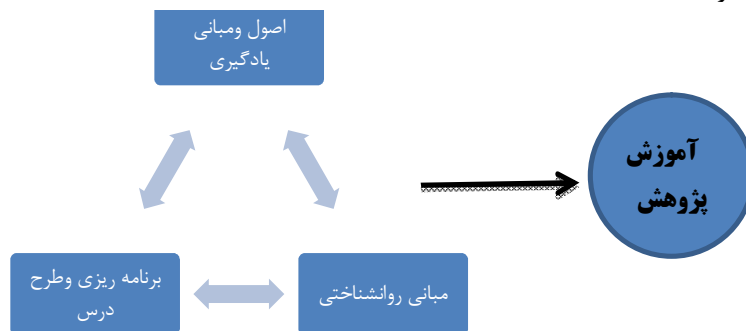 اصول ومبانی
یادگیری
آموزش
پژوهش
برنامه ریزی وطرح
درس
مبانی روانشناختی